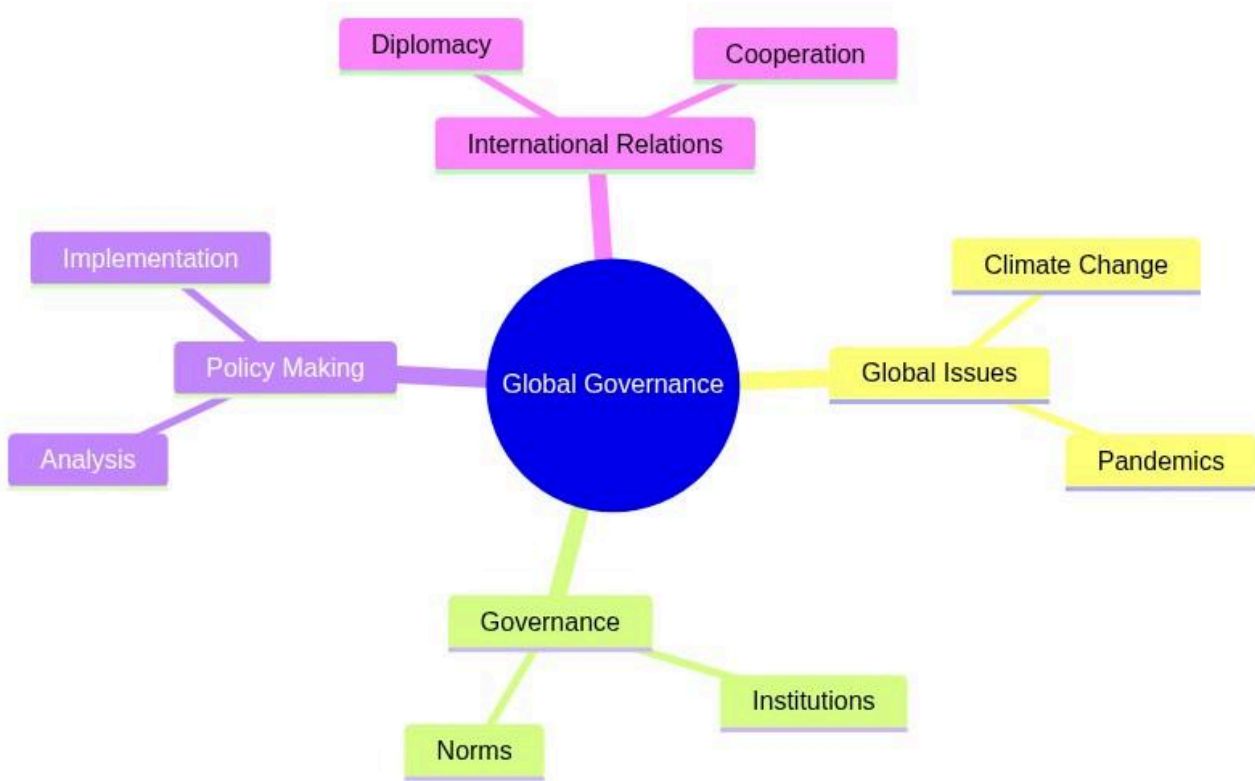 Diplomacy
Cooperation
International Relations
Implementation
Climate Change
Policy Making
Global Governance
Global Issues
Analysis
Pandemics
Governance
Institutions
Norms